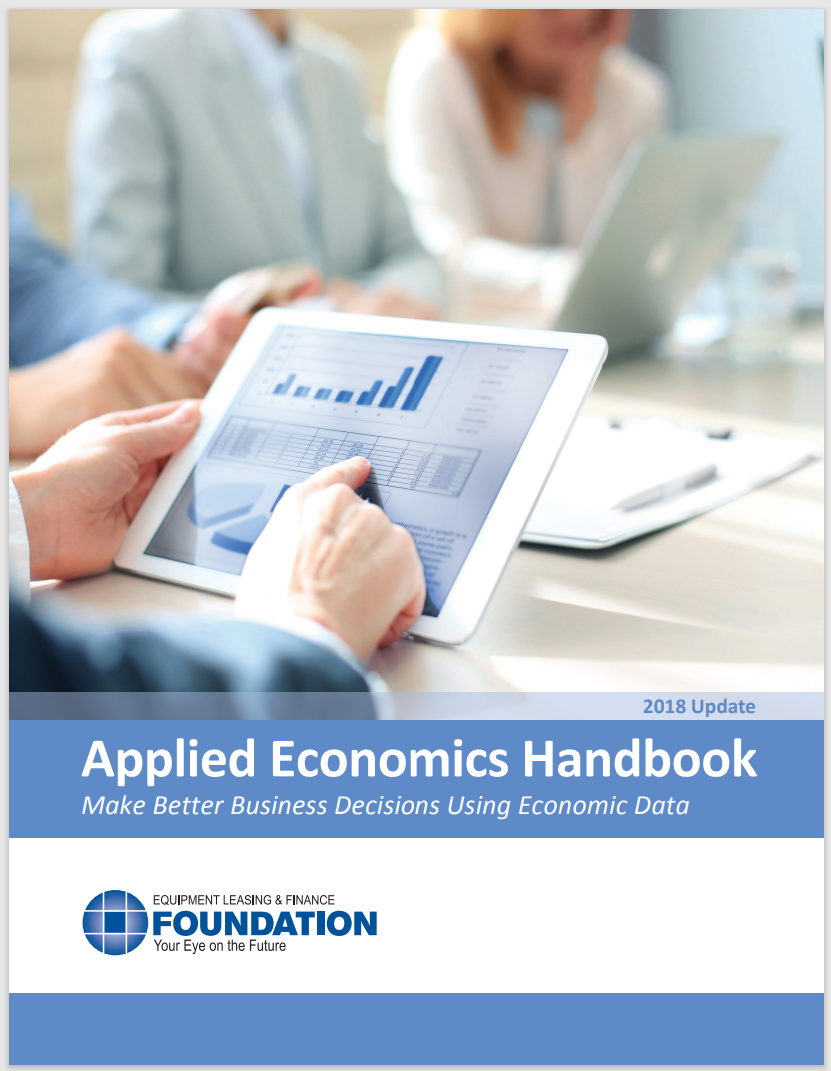 2018 Update
Applied Economics Handbook
Make Better Business Decisions Using Economic Data
EQUIPMENT LEASING & FINANCE
FOUNDATION
Your Eye on the Future